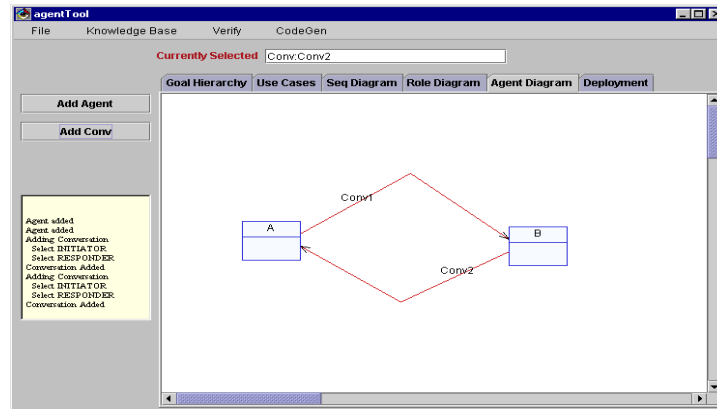 agentTool
File Knowledge Base Verify CodeGen
Currently Selected Conv:Conv2
Goal Hierarchy Use Cases Seq Diagram Role Diagram Agent Diagram Deployment
Add Agent
Add Conv
Agent added
Agent added
Adding Conversation
Select INITIATOR
Select RESPONDER
Conversation Added
Adding Conversation
Select INITIATOR
Select RESPONDER
Conversation Added
Conv1
A
B
Conv2